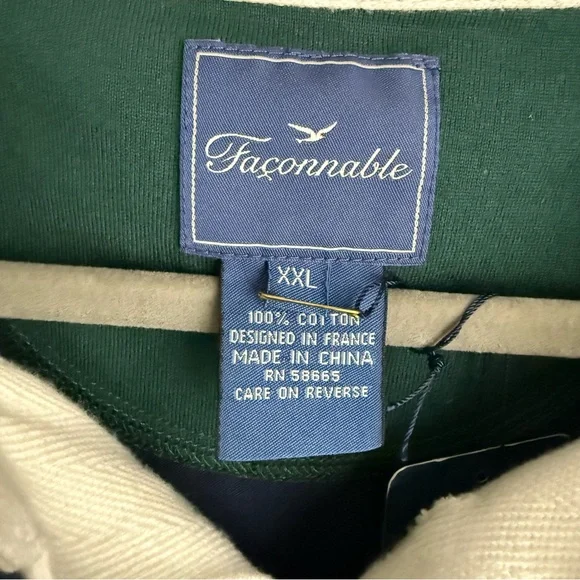 Façonnable
XXL
100% COTTON
DESIGNED IN FRANCE
MADE IN CHINA
RN 58665
CARE ON REVERSE